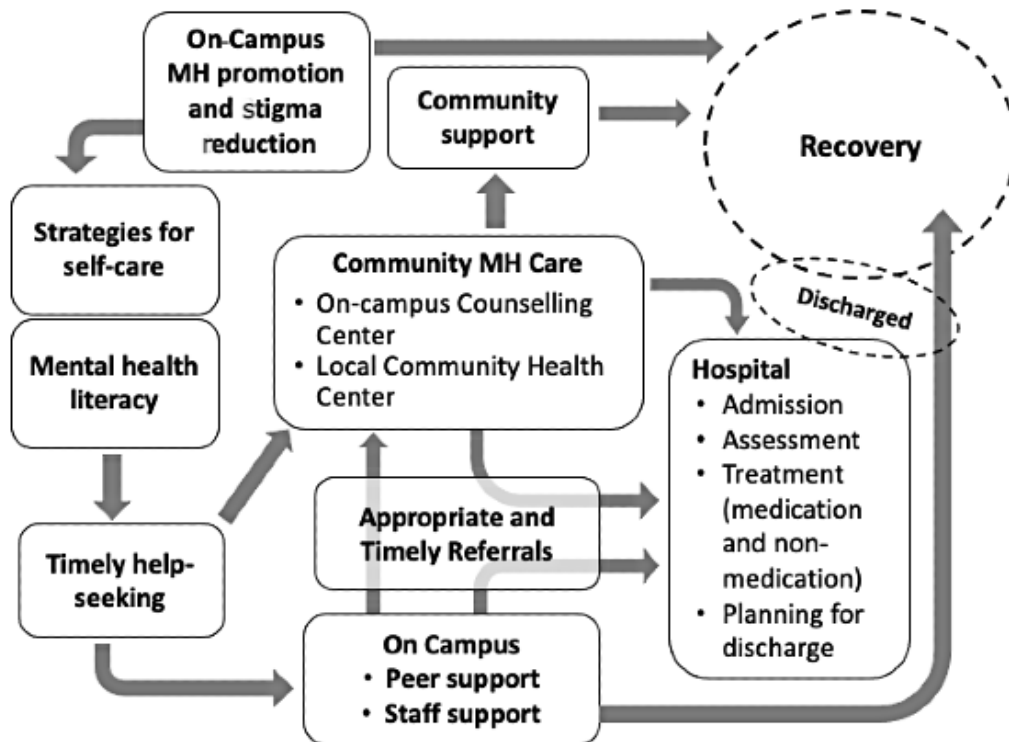 On-Campus
MH promotion
and stigma
reduction
Community
support
Recovery
Strategies for
self-care
Mental health
literacy
Community MH Care
• On-campus Counselling
Center
• Local Community Health
Center
Discharged
Hospital
• Admission
• Assessment
• Treatment
(medication
and non-
medication)
• Planning for
discharge
Appropriate and
Timely Referrals
Timely help-
seeking
On Campus
• Peer support
• Staff support